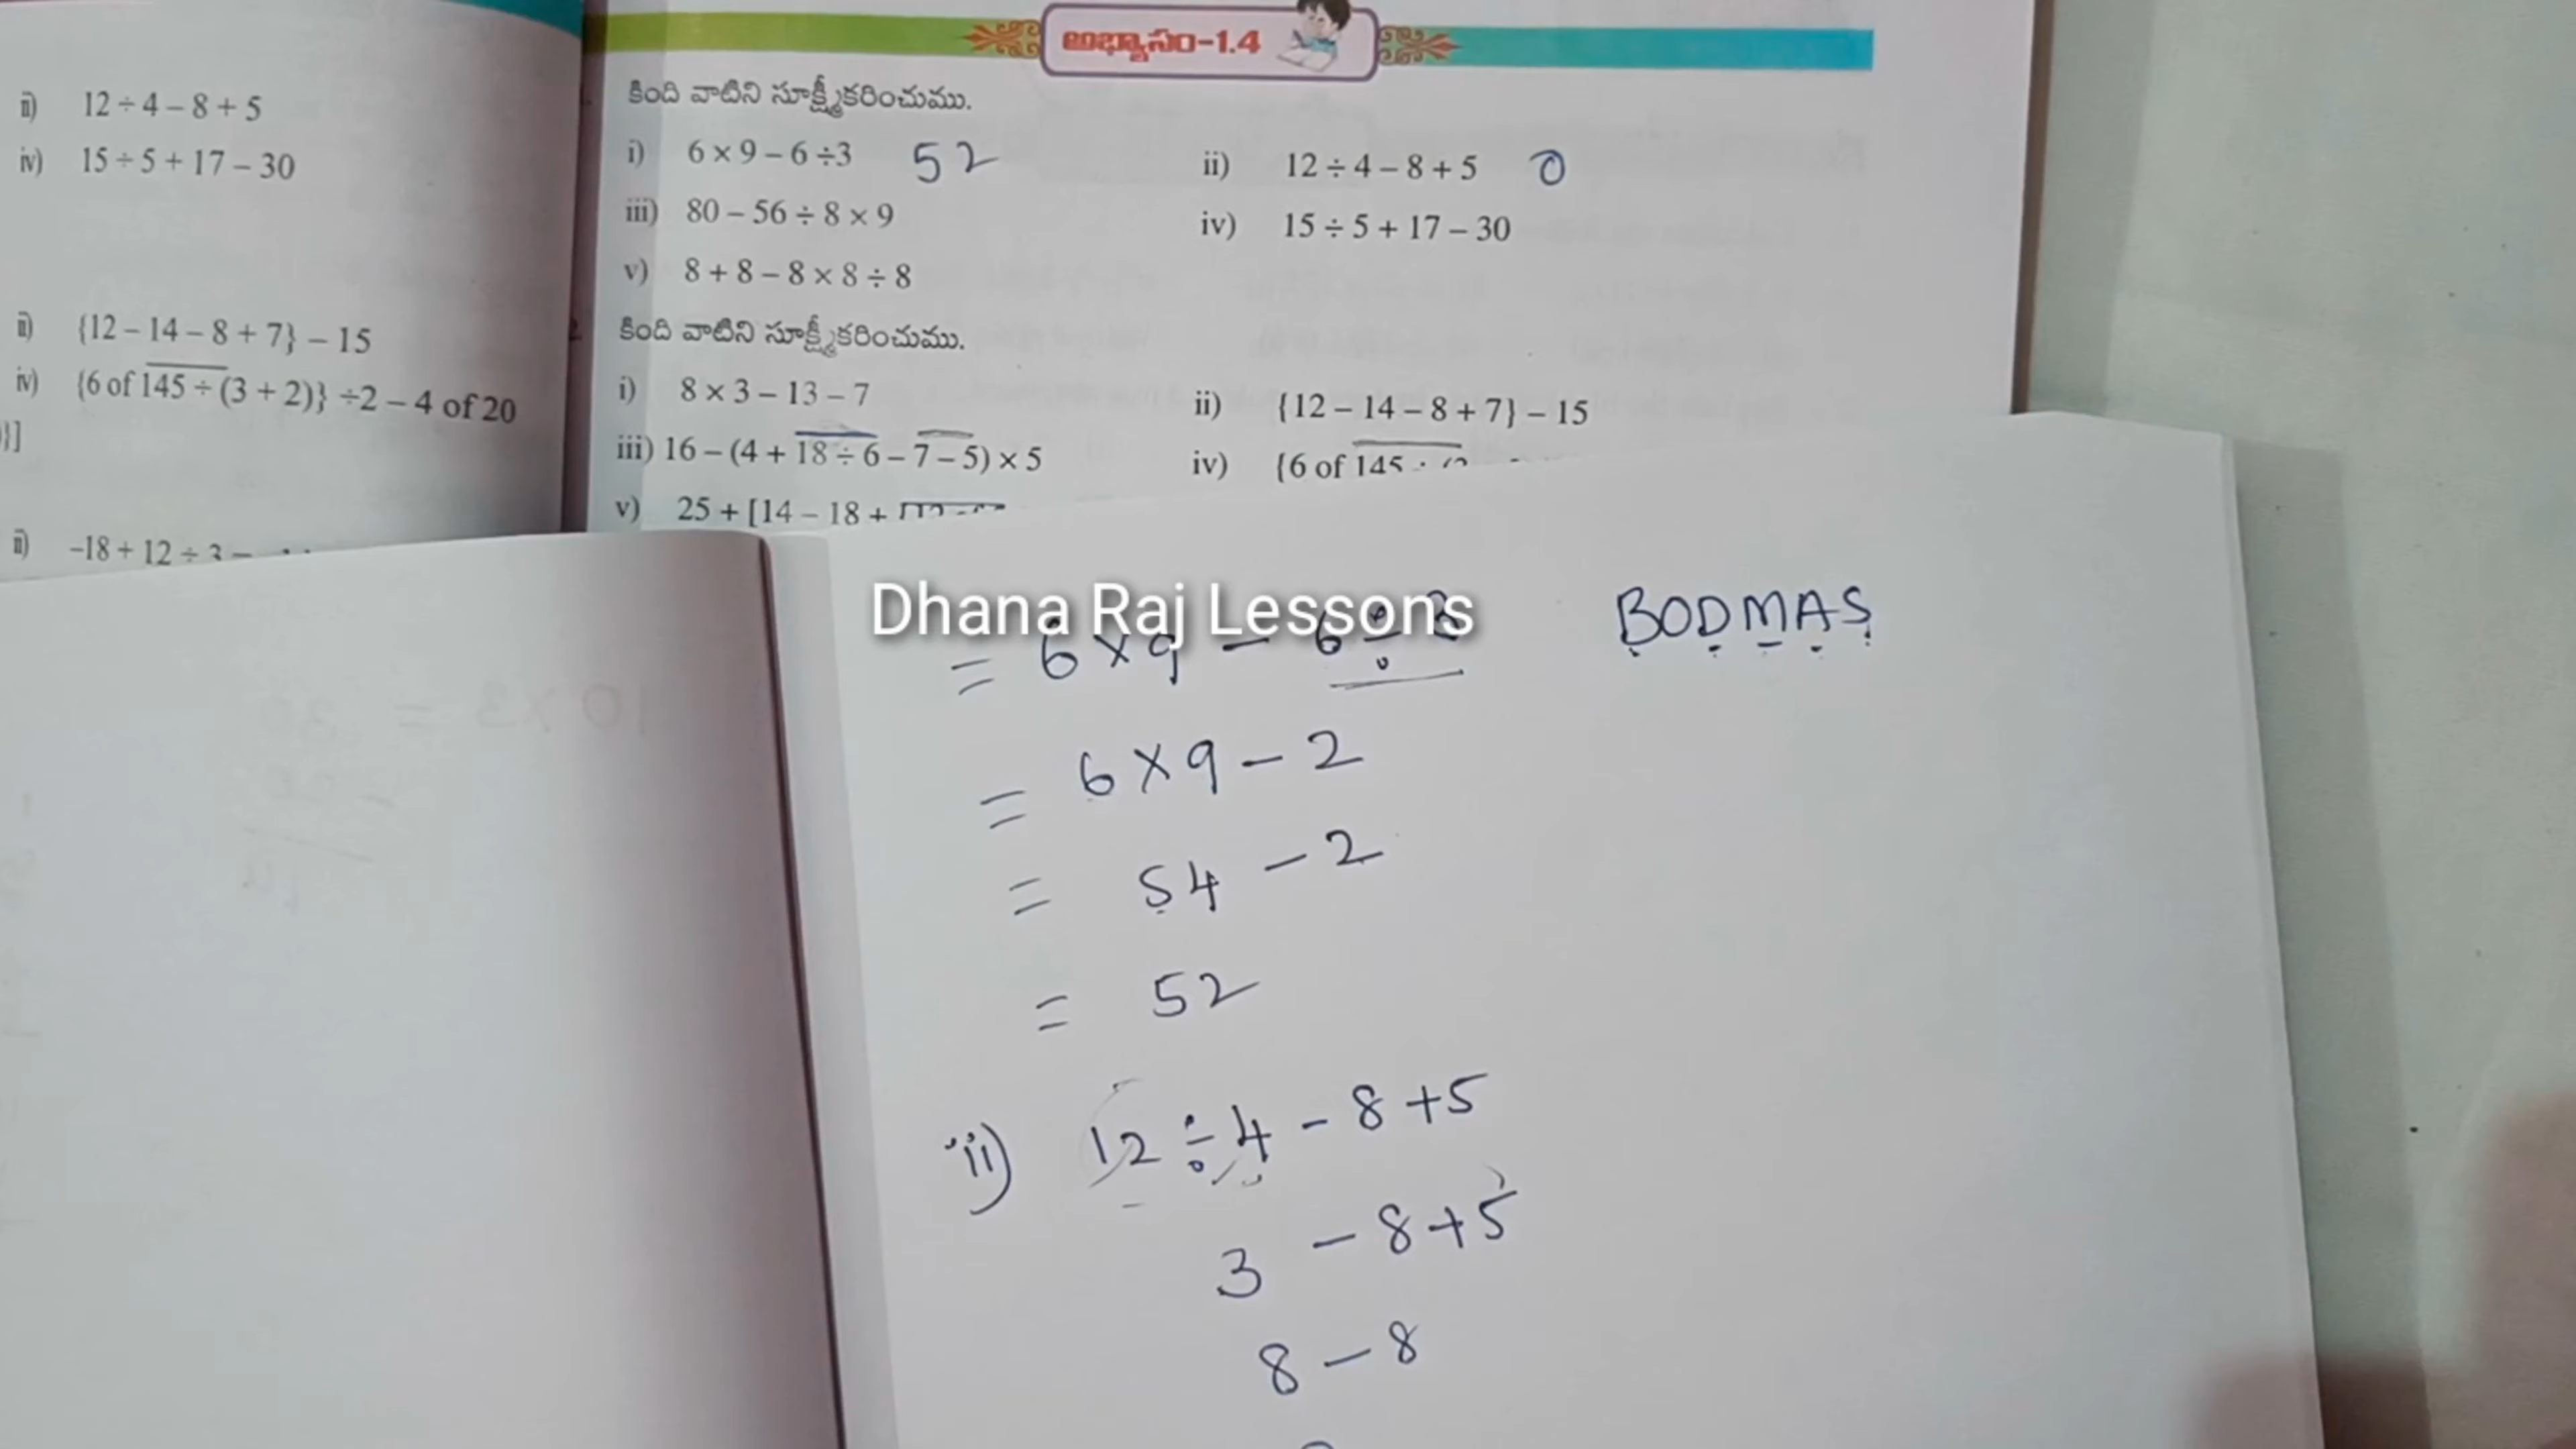 ii) 12 ÷ 4 – 8 + 5
iv) 15 ÷ 5 + 17 – 30
ii) {12 – 14 – 8 + 7} – 15
iv) {6 of 145 ÷ (3 + 2)} ÷2 – 4 of 20
}]
ii) –18 + 12 ÷ 3
అభ్యాసం-1.4
కింది వాటిని సూక్ష్మీకరించుము.
i) 6 × 9 – 6 ÷3 52
ii) 12 ÷ 4 – 8 + 5 0
iii) 80 – 56 ÷ 8 × 9
iv) 15 ÷ 5 + 17 – 30
v) 8 + 8 – 8 × 8 ÷ 8
2. కింది వాటిని సూక్ష్మీకరించుము.
i) 8 × 3 – 13 – 7
ii) {12 – 14 – 8 + 7} – 15
iii) 16 – (4 + 18 ÷ 6 – 7 – 5) × 5
iv) {6 of 145
v) 25 + [14 – 18 +
Dhana Raj Lessons
= 6 × 9 – 6 ÷ 3
BODMAS
= 6 × 9 – 2
= 54 – 2
= 52
ii) 12 ÷ 4 – 8 + 5
3 – 8 + 5
8 – 8